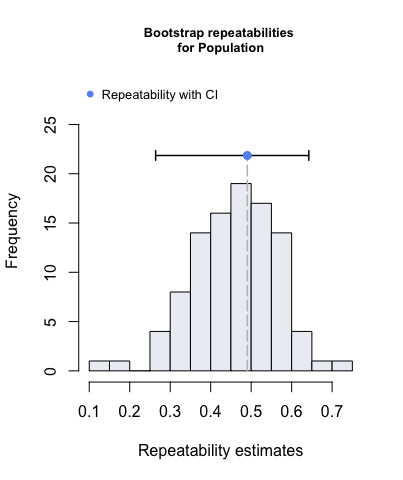 Bootstrap repeatabilities
for Population
Repeatability with CI
Frequency
25
20
15
10
5
0
0.1 0.2 0.3 0.4 0.5 0.6 0.7
Repeatability estimates